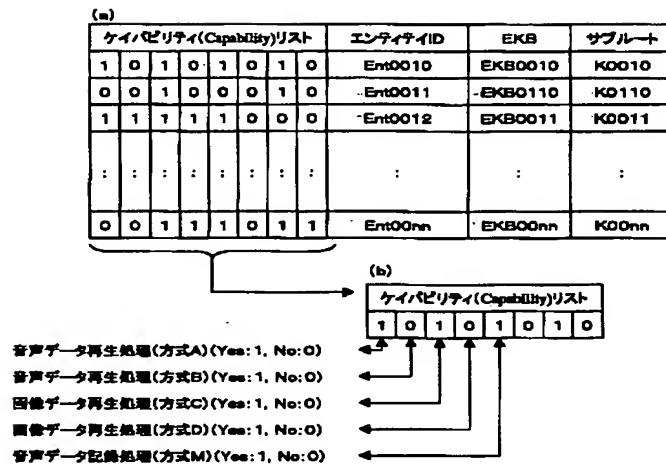 (a)
ケイパビリティ(Capability)リスト エンティティID EKB サブルート
1 0 1 0 1 0 1 0 Ent0010 EKB0010 K0010
0 0 1 0 0 0 1 0 Ent0011 EKB0110 K0110
1 1 1 1 1 0 0 0 Ent0012 EKB0011 K0011
: : : : : : : : : : :
0 0 1 1 1 0 1 1 Ent00nn EKB00nn K00nn
(b)
ケイパビリティ(Capability)リスト
1 0 1 0 1 0 1 0
音声データ再生処理(方式A)(Yes:1, No:0)
音声データ再生処理(方式B)(Yes:1, No:0)
画像データ再生処理(方式C)(Yes:1, No:0)
画像データ再生処理(方式D)(Yes:1, No:0)
音声データ記録処理(方式M)(Yes:1, No:0)